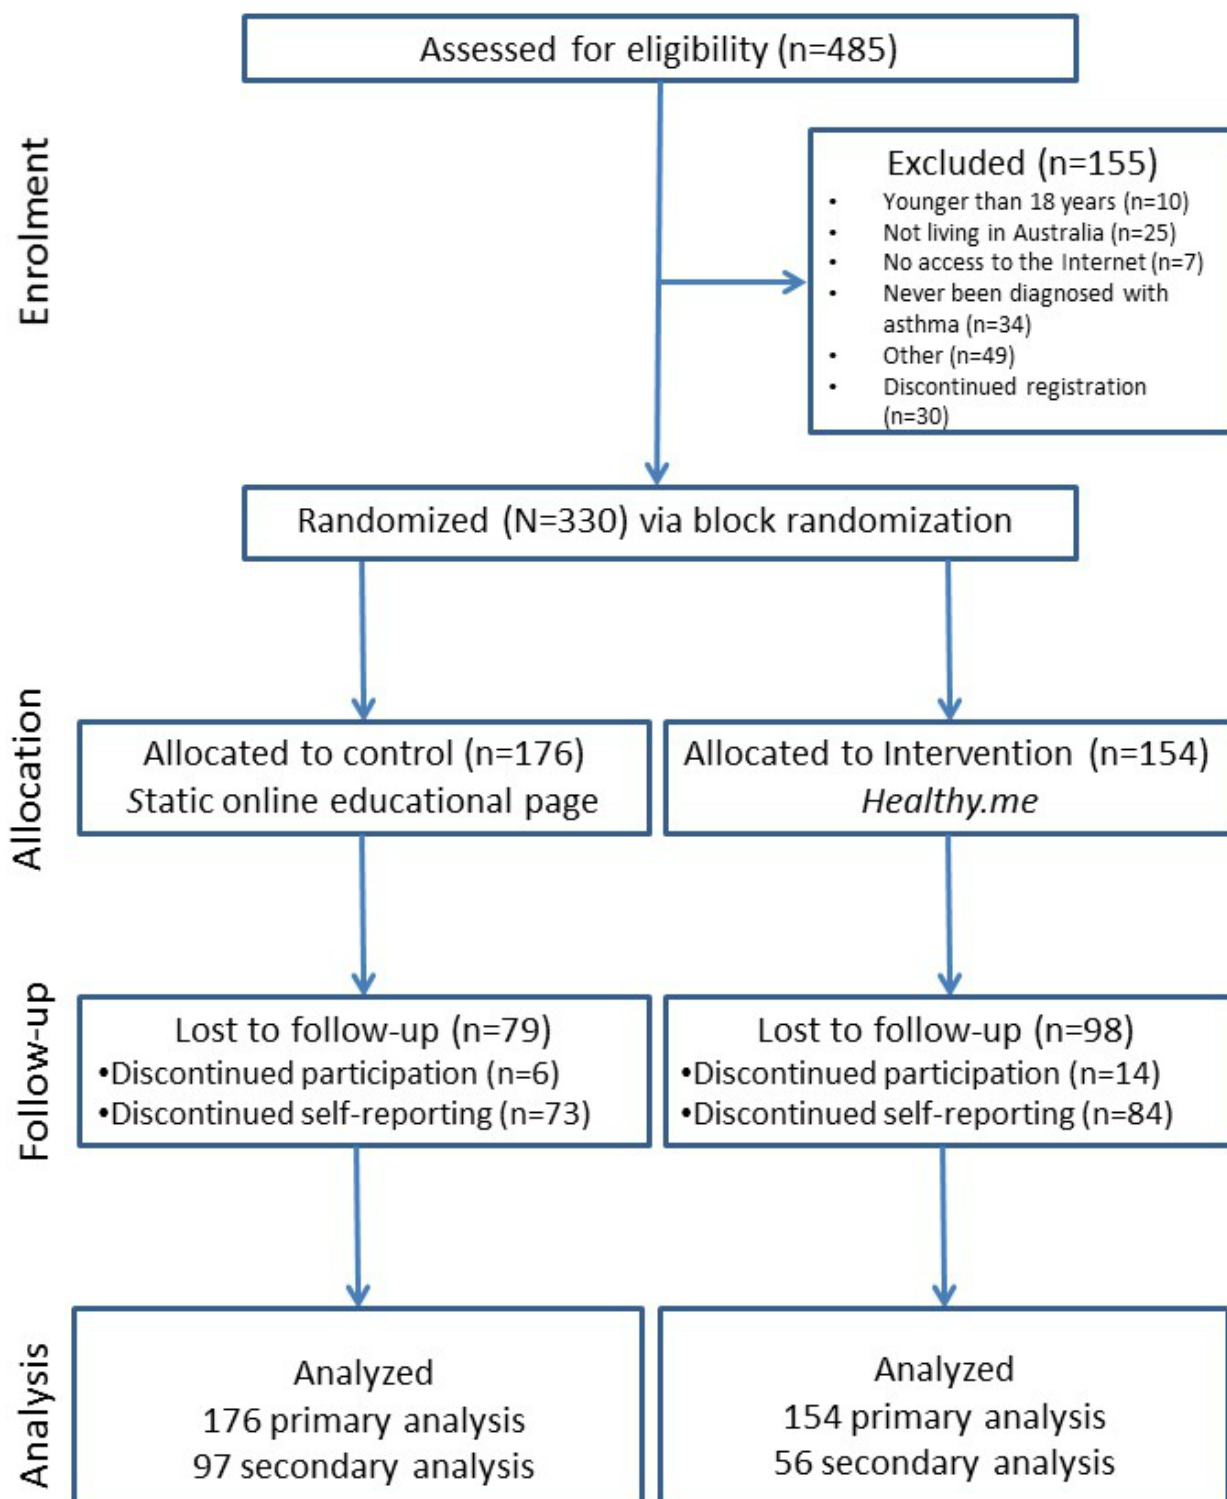 Assessed for eligibility (n=485)
Enrolment
Excluded (n=155)
• Younger than 18 years (n=10)
• Not living in Australia (n=25)
• No access to the Internet (n=7)
• Never been diagnosed with
asthma (n=34)
• Other (n=49)
• Discontinued registration
(n=30)
Randomized (N=330) via block randomization
Allocation
Allocated to control (n=176)
Static online educational page
Allocated to Intervention (n=154)
Healthy.me
Follow-up
Lost to follow-up (n=79)
•Discontinued participation (n=6)
•Discontinued self-reporting (n=73)
Lost to follow-up (n=98)
•Discontinued participation (n=14)
•Discontinued self-reporting (n=84)
Analysis
Analyzed
176 primary analysis
97 secondary analysis
Analyzed
154 primary analysis
56 secondary analysis